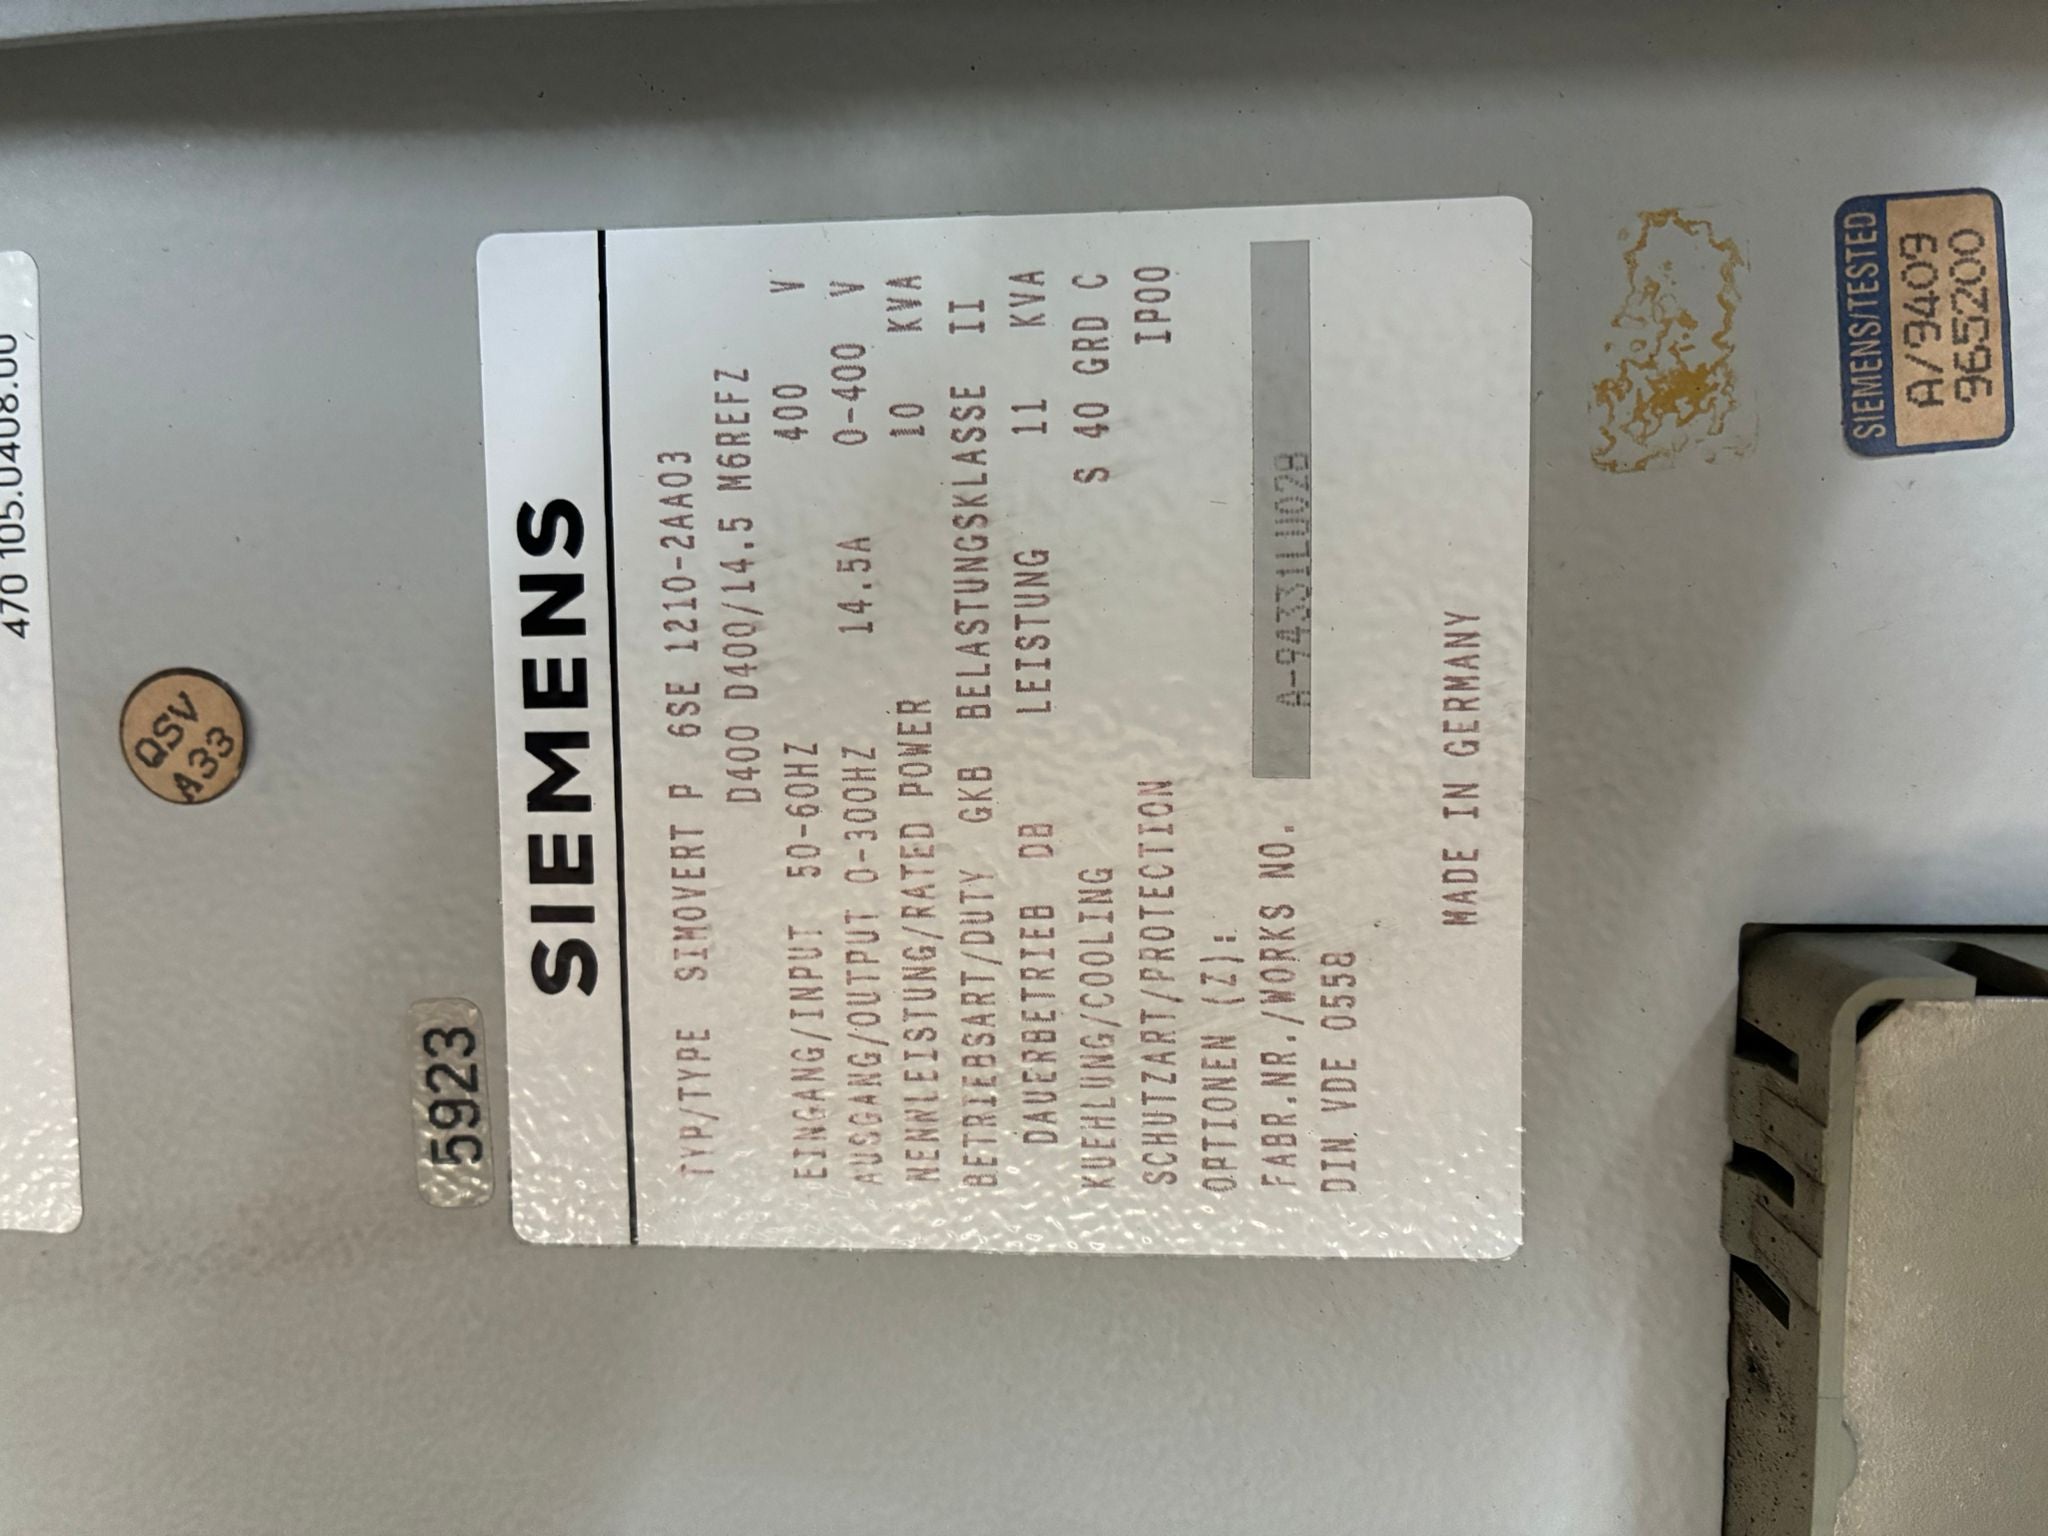 470 105.0408.00
QSV
A33
5923
SIEMENS
TYP/TYPE SIMOVERT P 6SE 1210-2AA03
D400 D400/14.5 M6REFZ
EINGANG/INPUT 50-60HZ 400 V
AUSGANG/OUTPUT 0-300HZ 14.5A 0-400 V
NENNLEISTUNG/RATED POWER 10 KVA
BETRIEBSART/DUTY GKB BELASTUNGSKLASSE II
DAUERBETRIEB DB LEISTUNG 11 KVA
KUEHLUNG/COOLING S 40 GRD C
SCHUTZART/PROTECTION IP00
OPTIONEN (Z):
FABR.NR./WORKS NO. A-94331LU028
DIN VDE 0558
MADE IN GERMANY
SIEMENS/TESTED
A/9409
965200